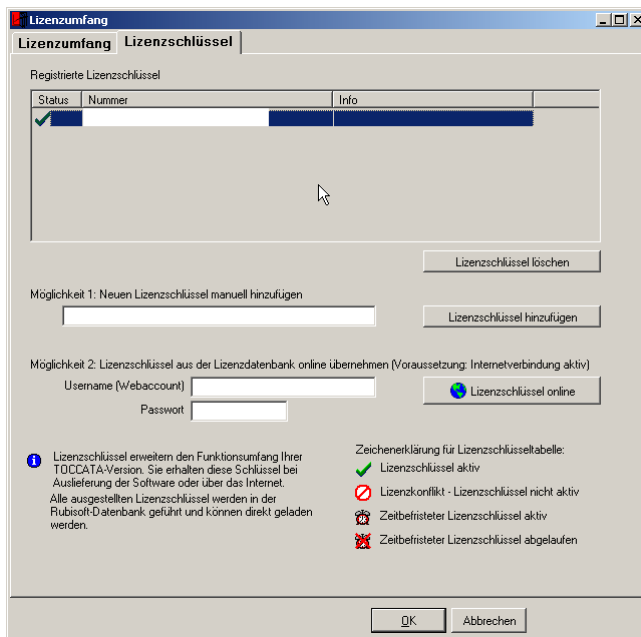 Lizenzumfang
Lizenzumfang Lizenzschlüssel
Registrierte Lizenzschlüssel
Status Nummer Info
Lizenzschlüssel löschen
Möglichkeit 1: Neuen Lizenzschlüssel manuell hinzufügen
Lizenzschlüssel hinzufügen
Möglichkeit 2: Lizenzschlüssel aus der Lizenzdatenbank online übernehmen (Voraussetzung: Internetverbindung aktiv)
Username (Webaccount)
Lizenzschlüssel online
Passwort
Lizenzschlüssel erweitern den Funktionsumfang Ihrer
TOCCATA-Version. Sie erhalten diese Schlüssel bei
Auslieferung der Software oder über das Internet.
Alle ausgestellten Lizenzschlüssel werden in der
Rubisoft-Datenbank geführt und können direkt geladen
werden.
Zeichenerklärung für Lizenzschlüsseltabelle:
Lizenzschlüssel aktiv
Lizenzkonflikt - Lizenzschlüssel nicht aktiv
Zeitbefristeter Lizenzschlüssel aktiv
Zeitbefristeter Lizenzschlüssel abgelaufen
OK Abbrechen